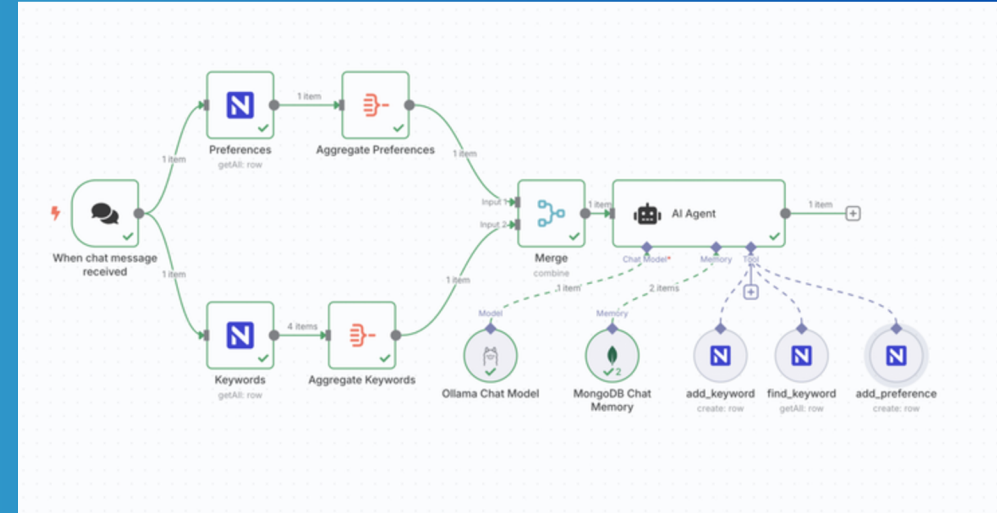 1 item
Preferences
getAll: row
Aggregate Preferences
1 item
1 item
When chat message
received
1 item
Keywords
getAll: row
4 items
Aggregate Keywords
1 item
Input 1
Input 2
Merge
combine
1 item
AI Agent
1 item
Chat Model*
Memory
Tool
1 item
2 items
Model
Memory
Ollama Chat Model
2
MongoDB Chat
Memory
add_keyword
create: row
find_keyword
getAll: row
add_preference
create: row